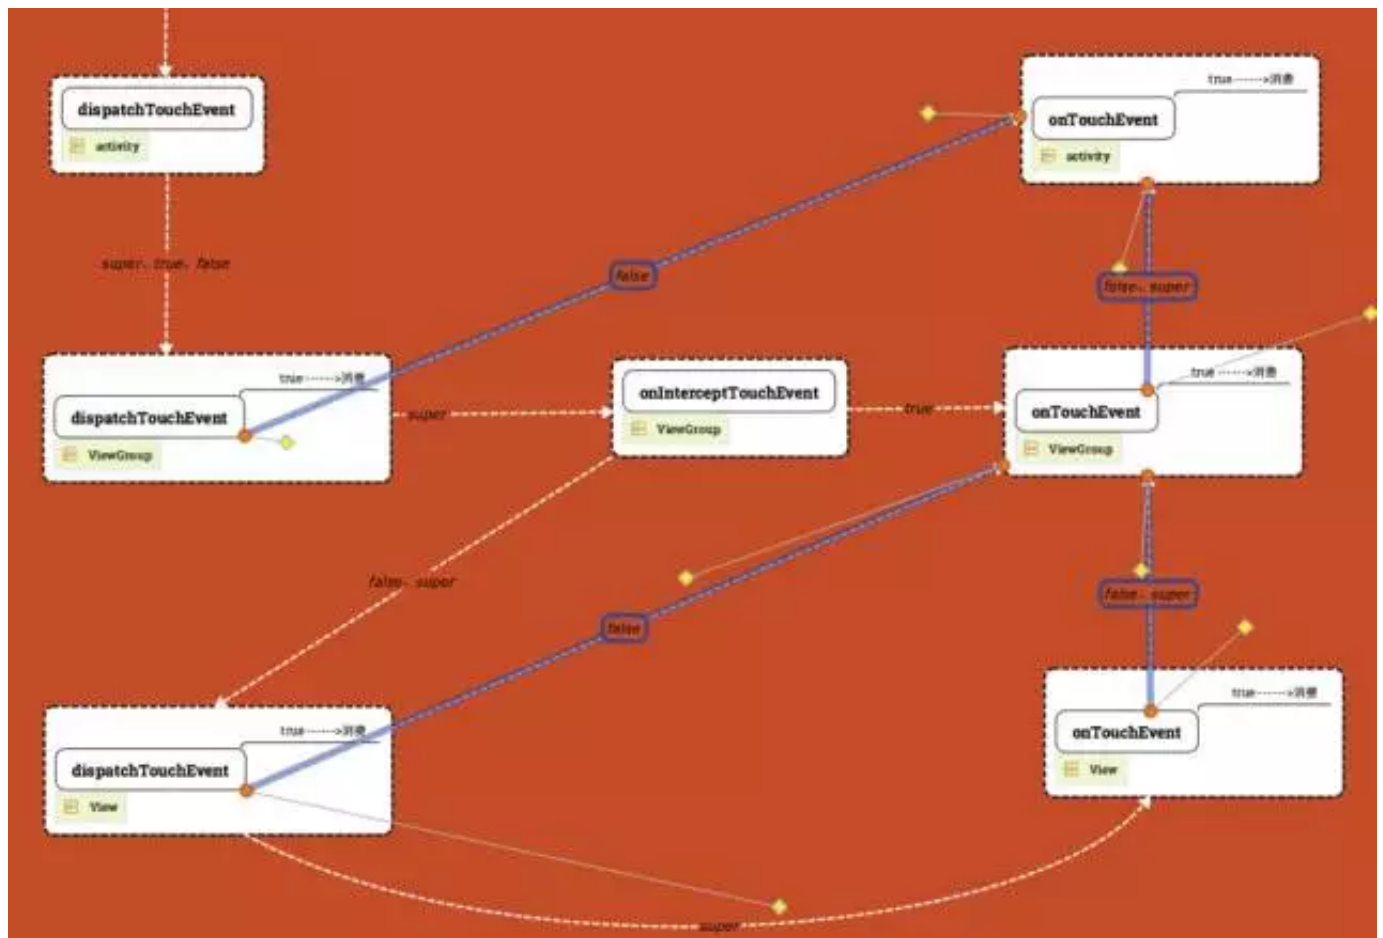 dispatchTouchEvent
activity
true------->消费
onTouchEvent
activity
super、true、false
false
false、super
true ------>消费
dispatchTouchEvent
ViewGroup
super
onInterceptTouchEvent
ViewGroup
true
true ------>消费
onTouchEvent
ViewGroup
false、super
false
false、super
true ------>消费
dispatchTouchEvent
View
true------->消费
onTouchEvent
View
super